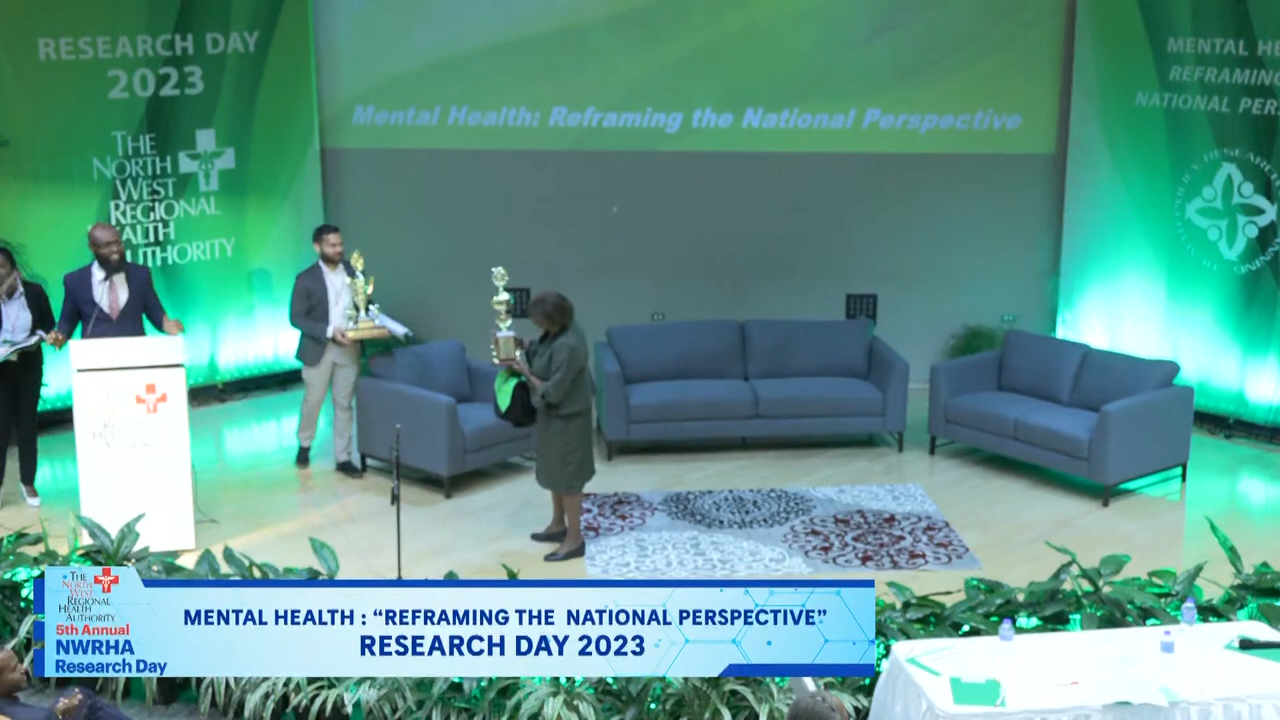 RESEARCH DAY
2023
THE
NORTH
WEST
REGIONAL
ALTH
UTHORITY
Mental Health: Reframing the National Perspective
MENTAL HE
REFRAMING
NATIONAL PER
THE
NORTH
WEST
REGIONAL
HEALTH
AUTHORITY
5th Annual
NWRHA
Research Day
MENTAL HEALTH : “REFRAMING THE NATIONAL PERSPECTIVE”
RESEARCH DAY 2023